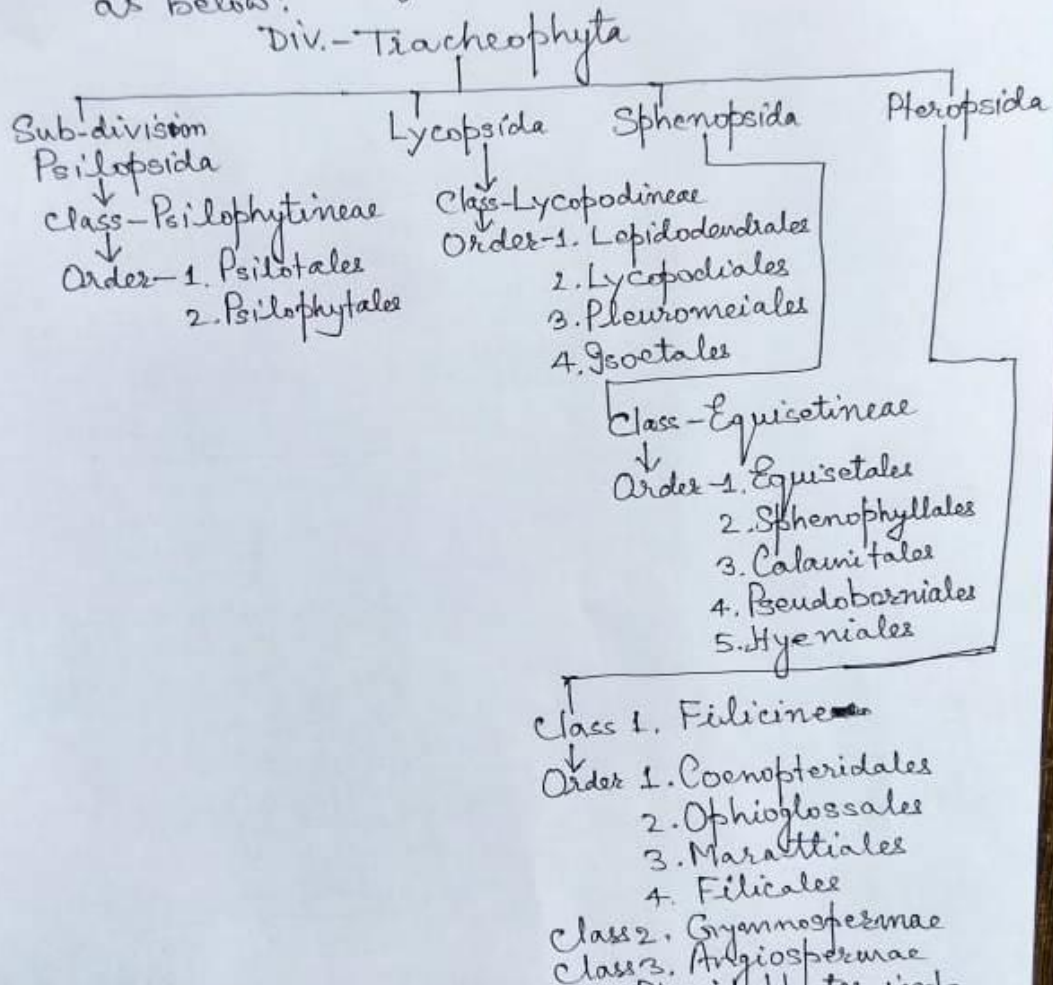 as below.
Div.-Tracheophyta
Sub-division
Psilopsida
Class-Psilophytineae
Order-1. Psilotales
2. Psilophytales
Lycopsida
Class-Lycopodineae
Order-1. Lepidodendrales
2. Lycopodiales
3. Pleuromeiales
4. Isoetales
Sphenopsida
Class-Equisetineae
Order-1. Equisetales
2. Sphenophyllales
3. Calamitales
4. Pseudoborniales
5. Hyeniales
Pteropsida
Class 1. Filicine
Order 1. Coenopteridales
2. Ophioglossales
3. Marattiales
4. Filicales
Class 2. Gymnospermae
Class 3. Angiospermae